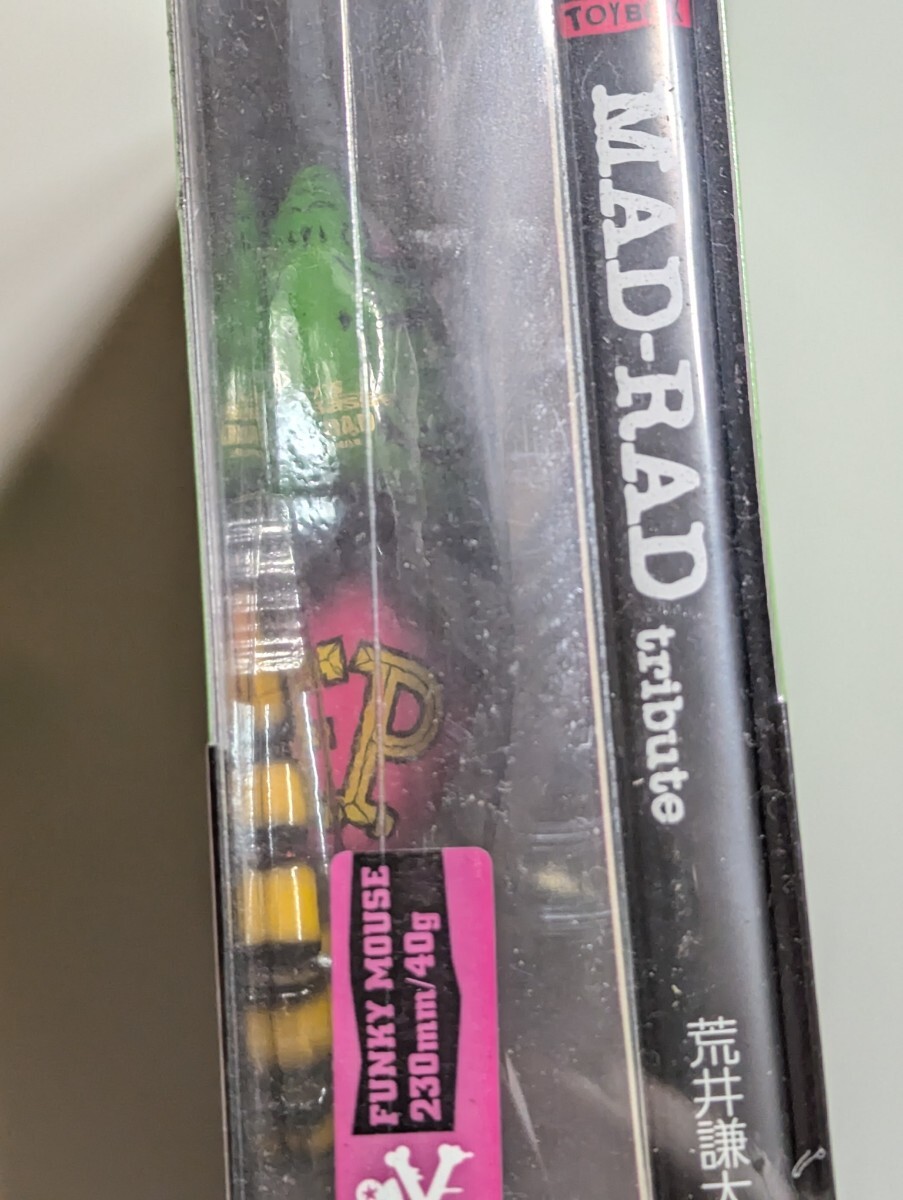 TOYBOX
MAD-RAD tribute
荒井謙太
FUNKY MOUSE
230mm/40g